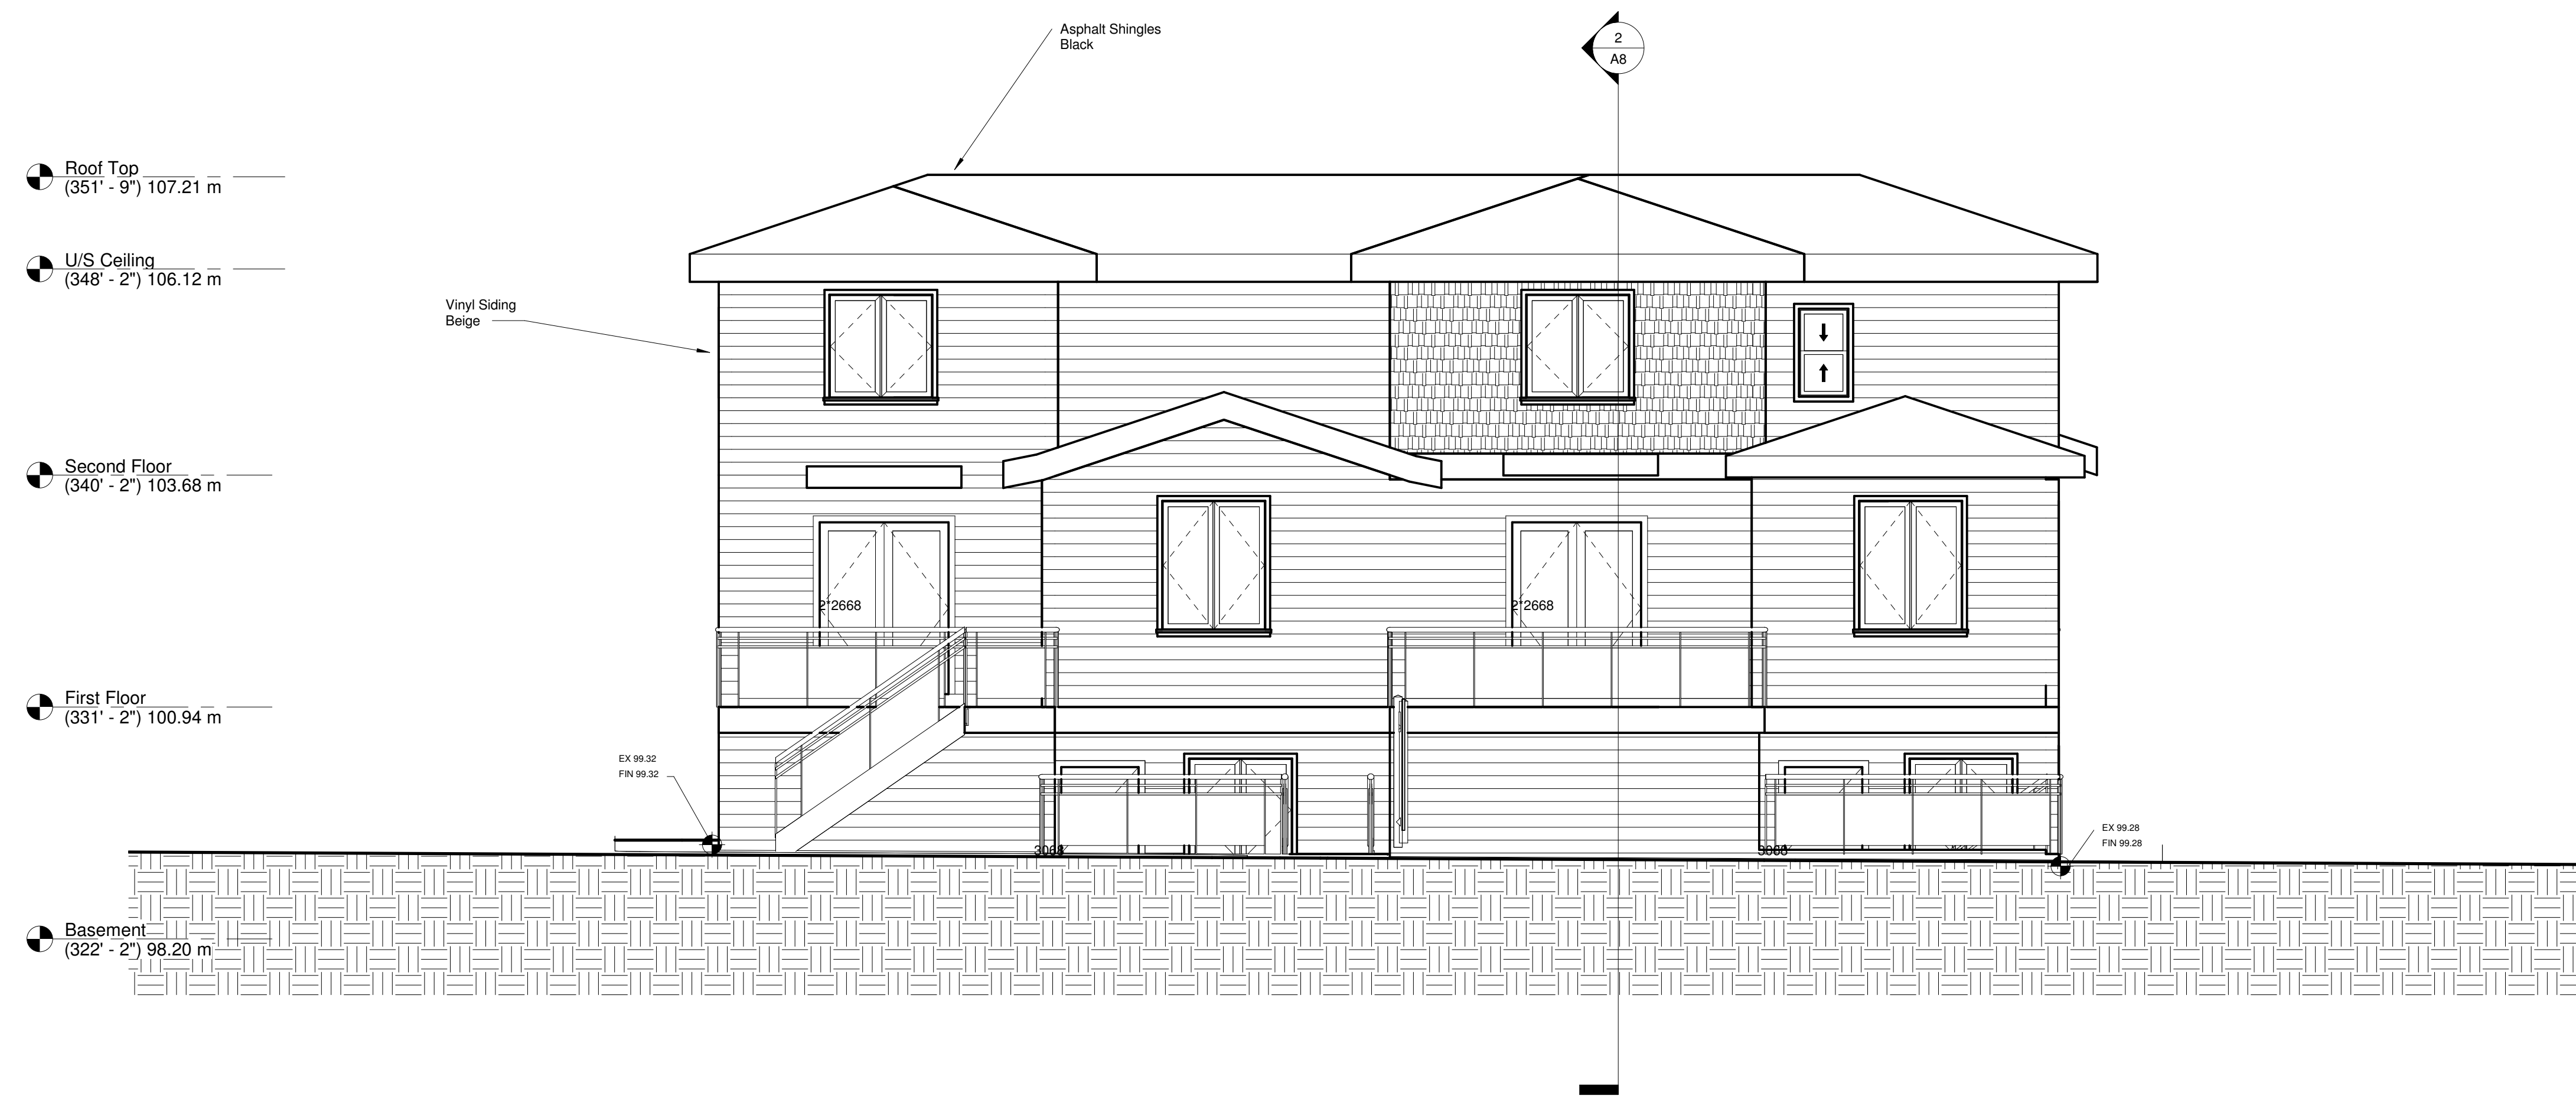 Asphalt Shingles
Black
2
A8
Roof Top
(351' - 9") 107.21 m
U/S Ceiling
(348' - 2") 106.12 m
Vinyl Siding
Beige
Second Floor
(340' - 2") 103.68 m
2*2668
2*2668
First Floor
(331' - 2") 100.94 m
EX 99.32
FIN 99.32
EX 99.28
FIN 99.28
3068
3068
Basement
(322' - 2") 98.20 m